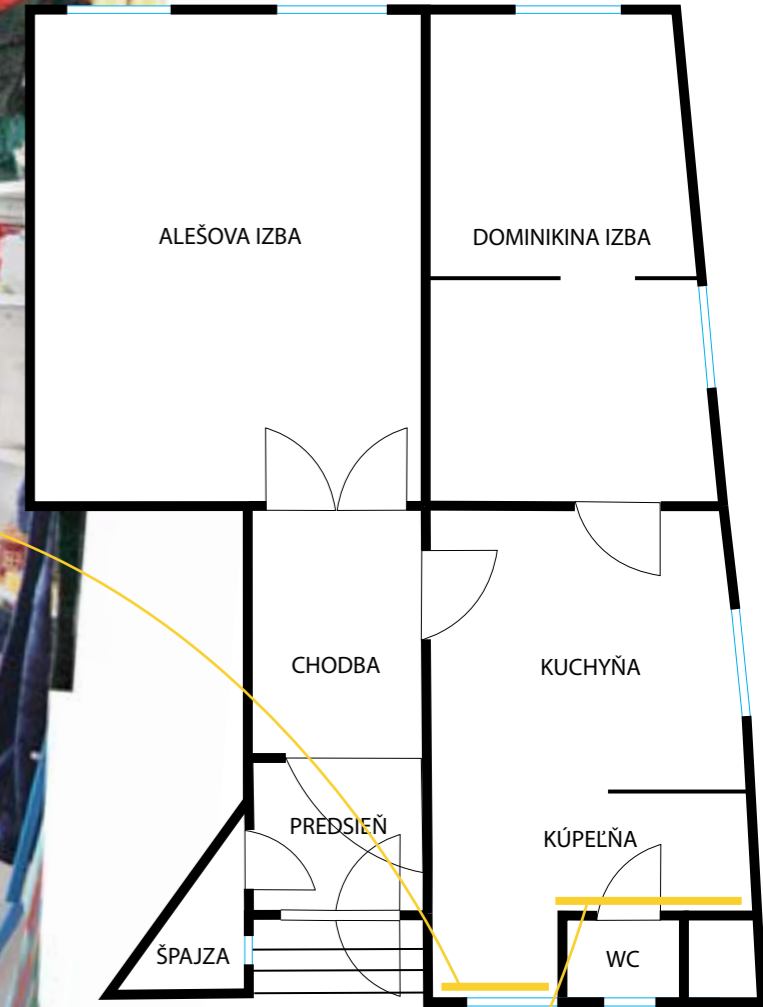 ALEŠOVA IZBA
DOMINIKINA IZBA
CHODBA
KUCHYŇA
PREDSIEŇ
KÚPEĽŇA
ŠPAJZA
WC